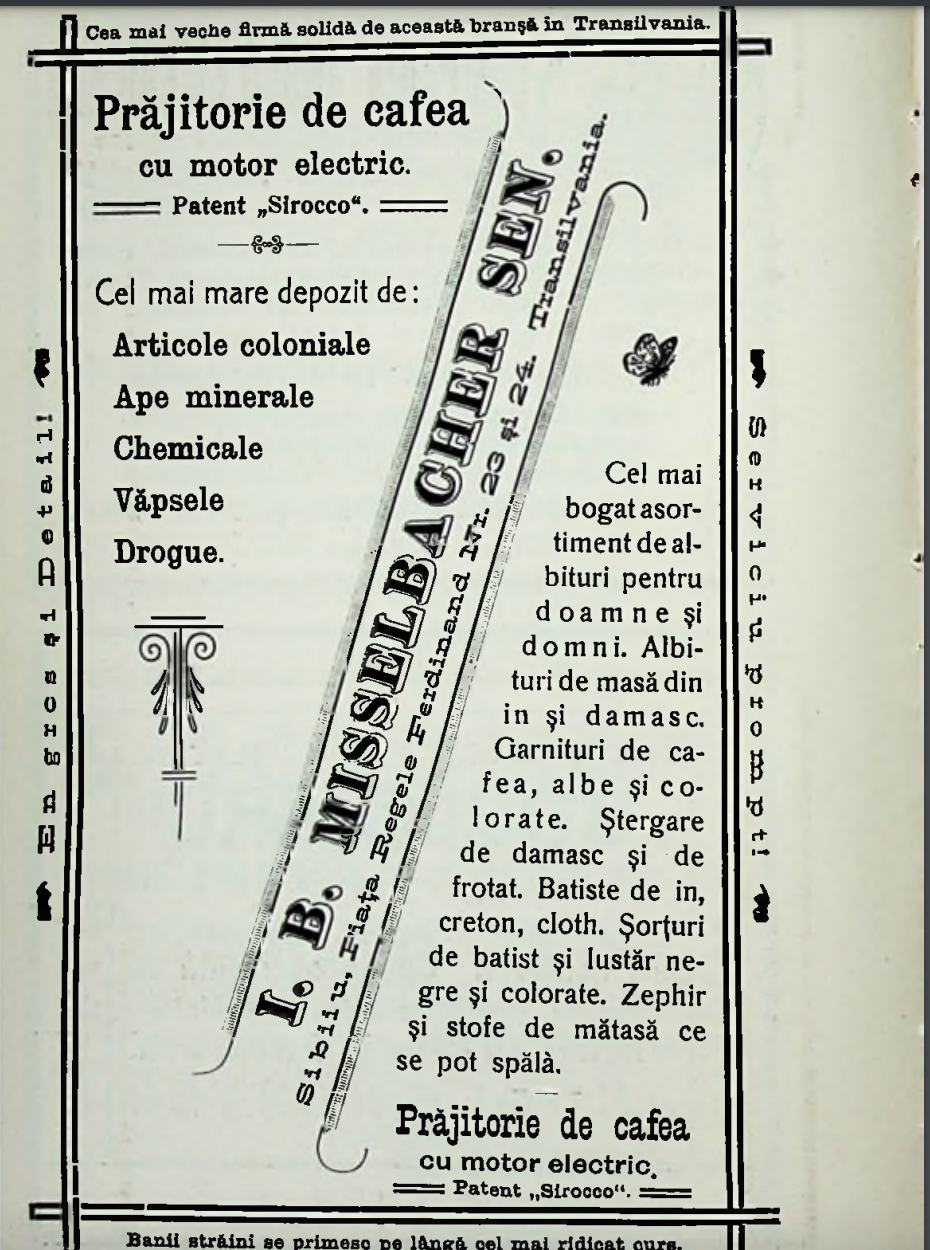 Cea mai veche firmă solidă de această branşă în Transilvania.
Prăjitorie de cafea
cu motor electric.
Patent „Sirocco“.
Cel mai mare depozit de:
Articole coloniale
Ape minerale
Chemicale
Văpsele
Drogue.
I. B. MISSELBACHER SEN.
Sibiiu, Piaţa Regele Ferdinand Nr. 23 şi 24. Transilvania.
Cel mai
bogat asor-
timent de al-
bituri pentru
doamne şi
domni. Albi-
turi de masă din
in şi damasc.
Garnituri de ca-
fea, albe şi co-
lorate. Ştergare
de damasc şi de
frotat. Batiste de in,
creton, cloth. Şorţuri
de batist şi lustăr ne-
gre şi colorate. Zephir
şi stofe de mătasă ce
se pot spălà.
Prăjitorie de cafea
cu motor electric.
Patent „Sirocco“.
En gros şi Detail!
Serviciu prompt!
Banii străini se primesc pe lângă cel mai ridicat curs.